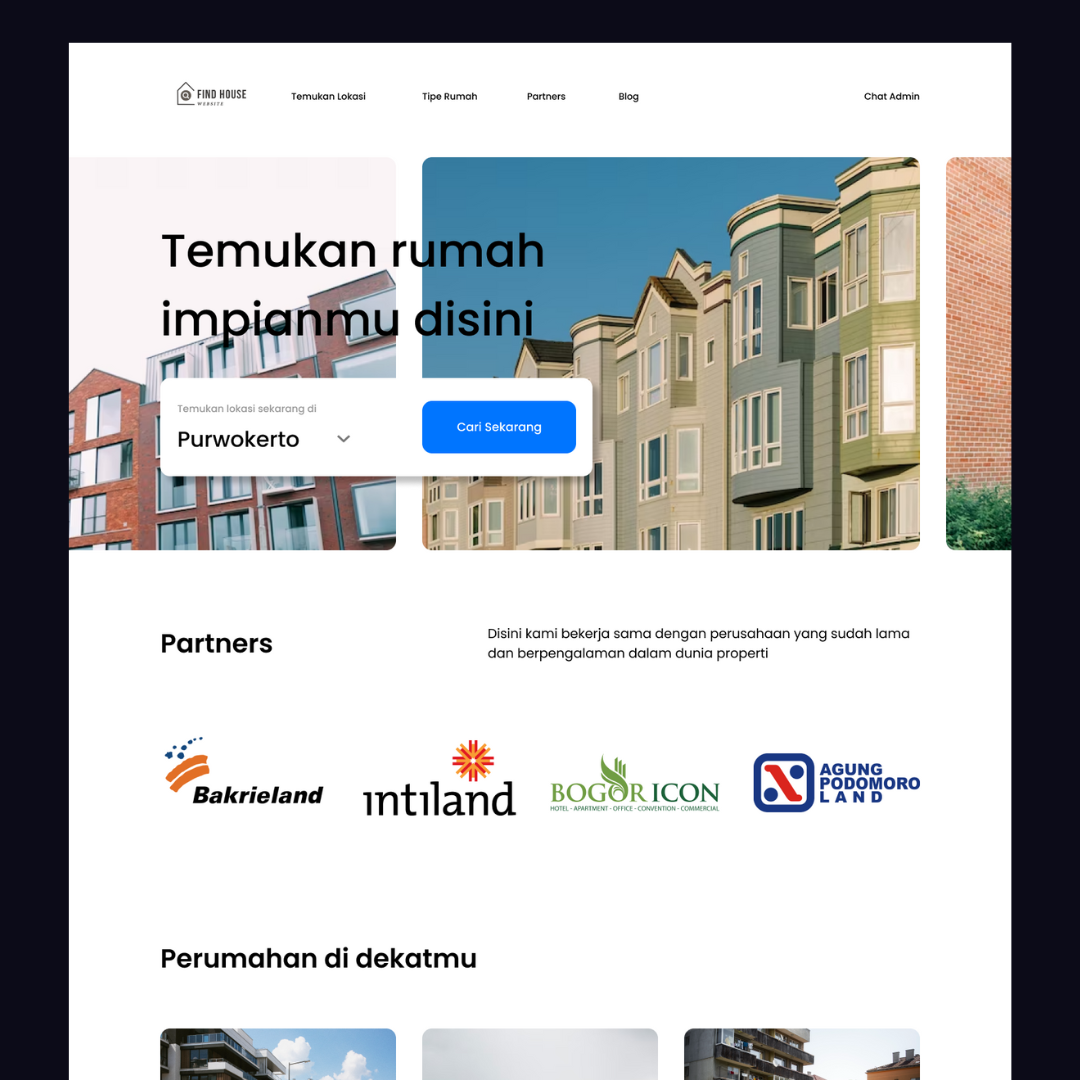 FIND HOUSE
WEBSITE
Temukan Lokasi
Tipe Rumah
Partners
Blog
Chat Admin
Temukan rumah
impianmu disini
Temukan lokasi sekarang di
Purwokerto
Cari Sekarang
Partners
Disini kami bekerja sama dengan perusahaan yang sudah lama
dan berpengalaman dalam dunia properti
Bakrieland
intiland
BOGOR ICON
HOTEL - APARTMENT - OFFICE - CONVENTION - COMMERCIAL
AGUNG
PODOMORO
LAND
Perumahan di dekatmu